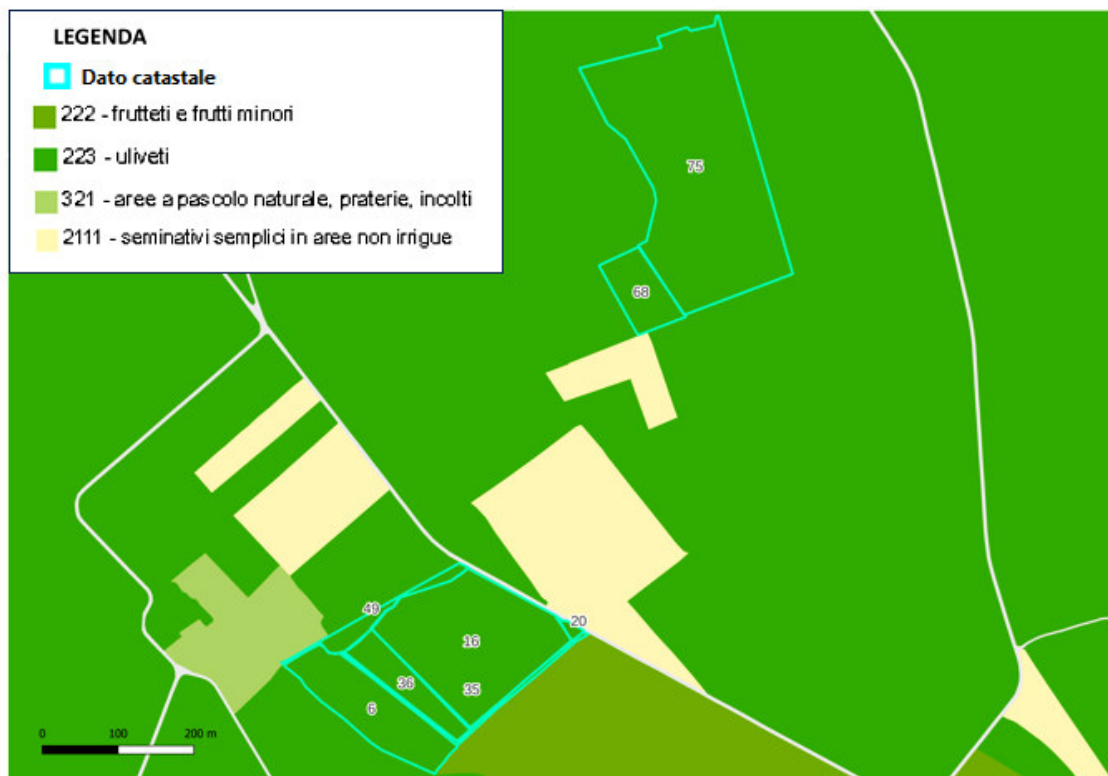 LEGENDA
Dato catastale
222 - frutteti e frutti minori
223 - uliveti
321 - aree a pascolo naturale, praterie, incolti
2111 - seminativi semplici in aree non irrigue
75
68
49
20
16
36
35
6
0 100 200 m